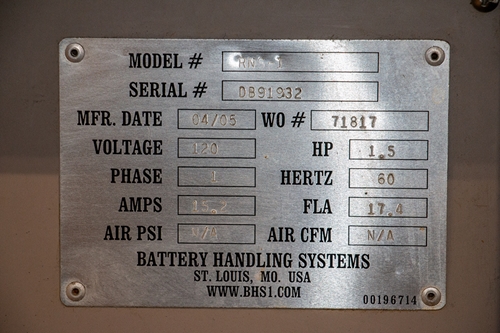 MODEL #
SERIAL # 0891932
MFR. DATE 04/05 WO # 71817
VOLTAGE 120 HP 1.5
PHASE 1 HERTZ 60
AMPS 15.2 FLA 17.4
AIR PSI N/A AIR CFM N/A
BATTERY HANDLING SYSTEMS
ST. LOUIS, MO. USA
WWW.BHS1.COM
00196714